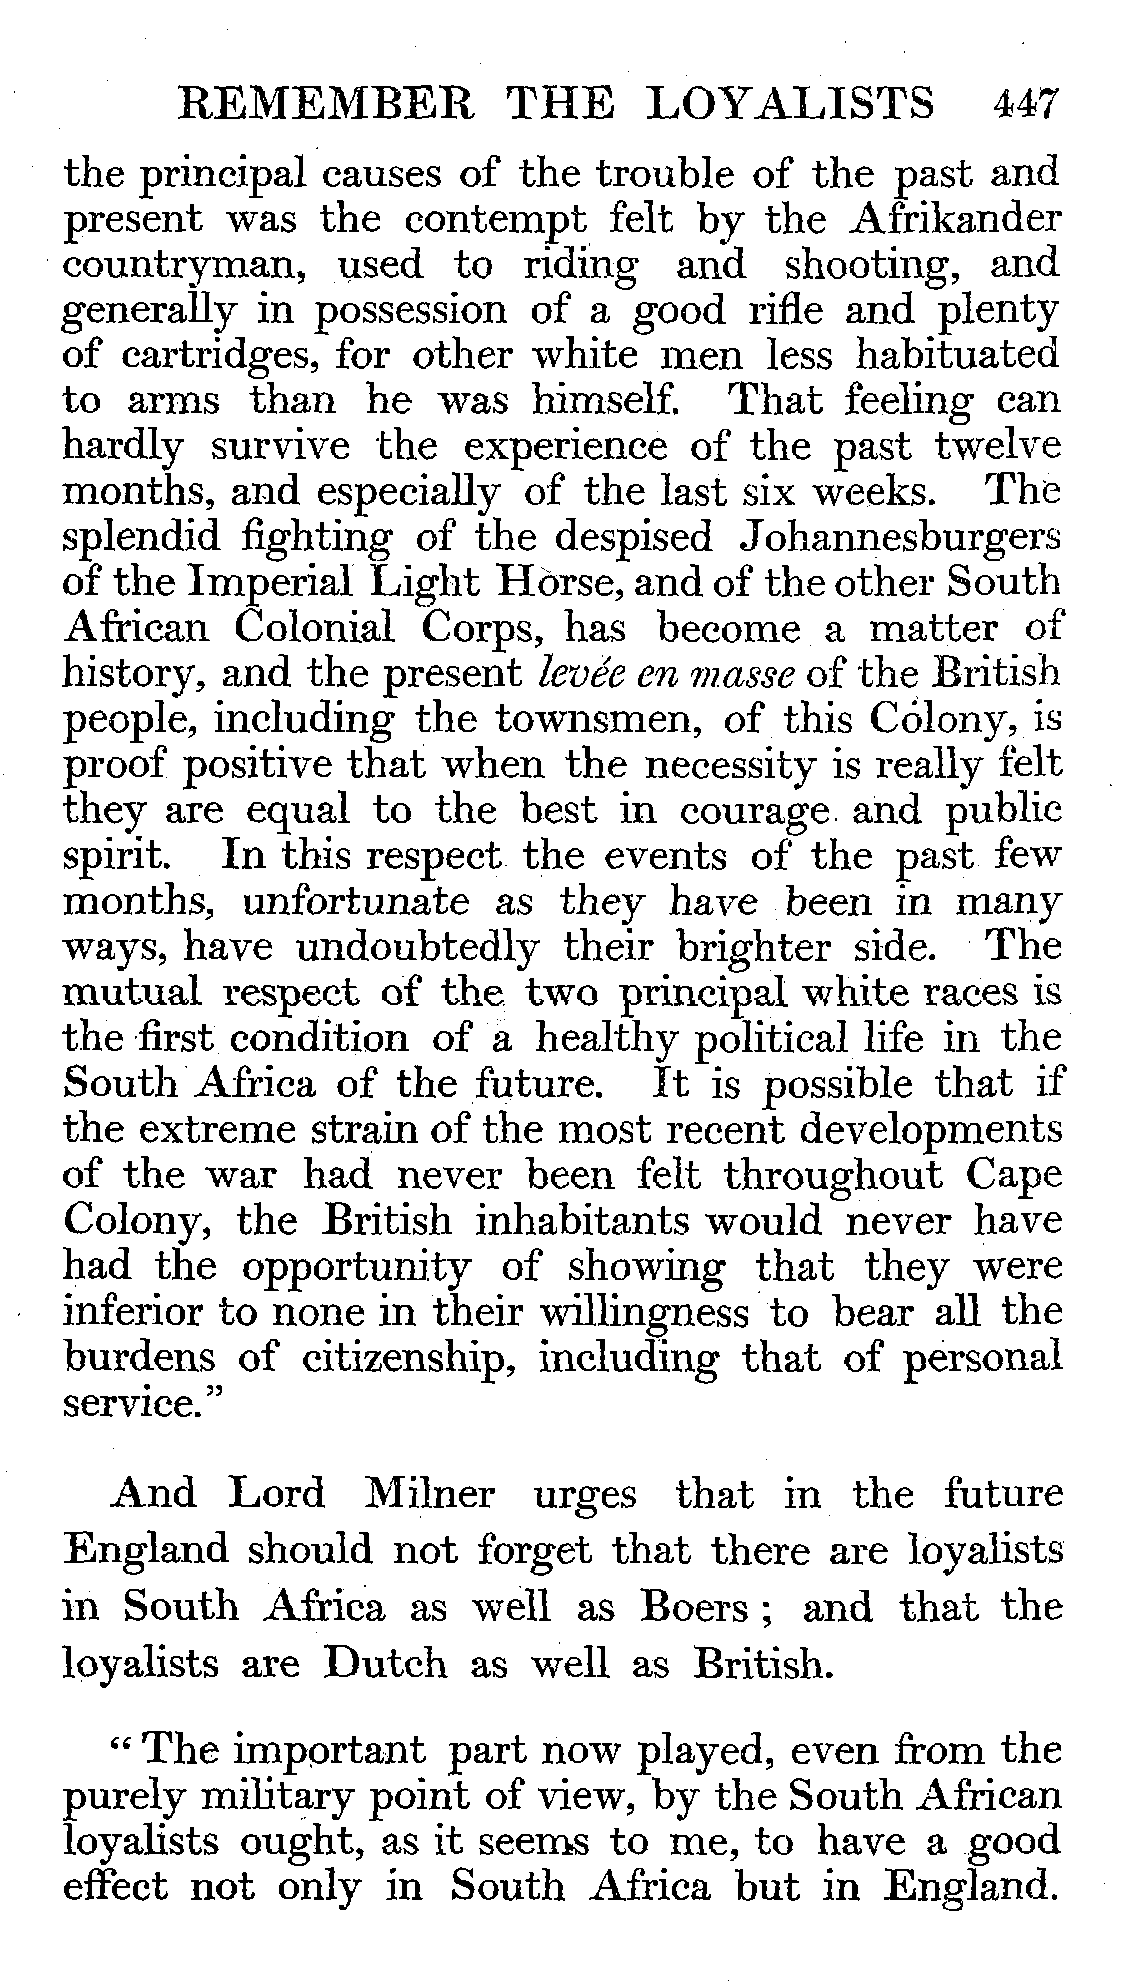 REMEMBER THE LOYALISTS 447
the principal causes of the trouble of the past and
present was the contempt felt by the Afrikander
countryman, used to riding and shooting, and
generally in possession of a good rifle and plenty
of cartridges, for other white men less habituated
to arms than he was himself. That feeling can
hardly survive the experience of the past twelve
months, and especially of the last six weeks. The
splendid fighting of the despised Johannesburgers
of the Imperial Light Horse, and of the other South
African Colonial Corps, has become a matter of
history, and the present levée en masse of the British
people, including the townsmen, of this Colony, is
proof positive that when the necessity is really felt
they are equal to the best in courage and public
spirit. In this respect the events of the past few
months, unfortunate as they have been in many
ways, have undoubtedly their brighter side. The
mutual respect of the two principal white races is
the first condition of a healthy political life in the
South Africa of the future. It is possible that if
the extreme strain of the most recent developments
of the war had never been felt throughout Cape
Colony, the British inhabitants would never have
had the opportunity of showing that they were
inferior to none in their willingness to bear all the
burdens of citizenship, including that of personal
service.”
And Lord Milner urges that in the future
England should not forget that there are loyalists
in South Africa as well as Boers ; and that the
loyalists are Dutch as well as British.
“ The important part now played, even from the
purely military point of view, by the South African
loyalists ought, as it seems to me, to have a good
effect not only in South Africa but in England.